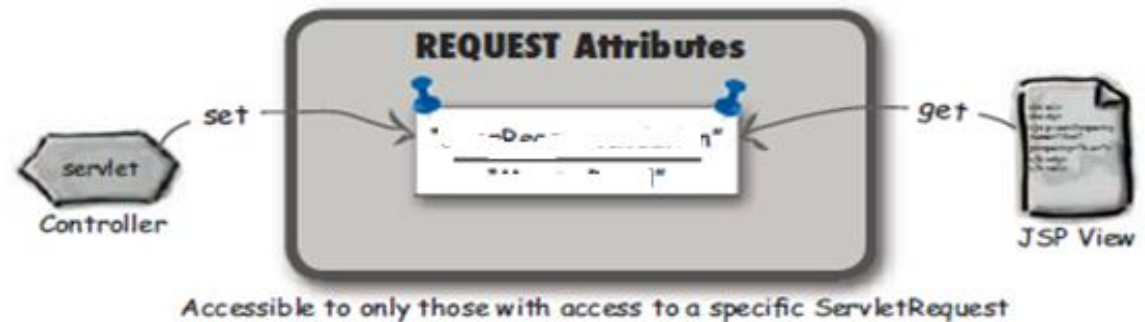 REQUEST Attributes
set
get
servlet
Controller
JSP View
Accessible to only those with access to a specific ServletRequest